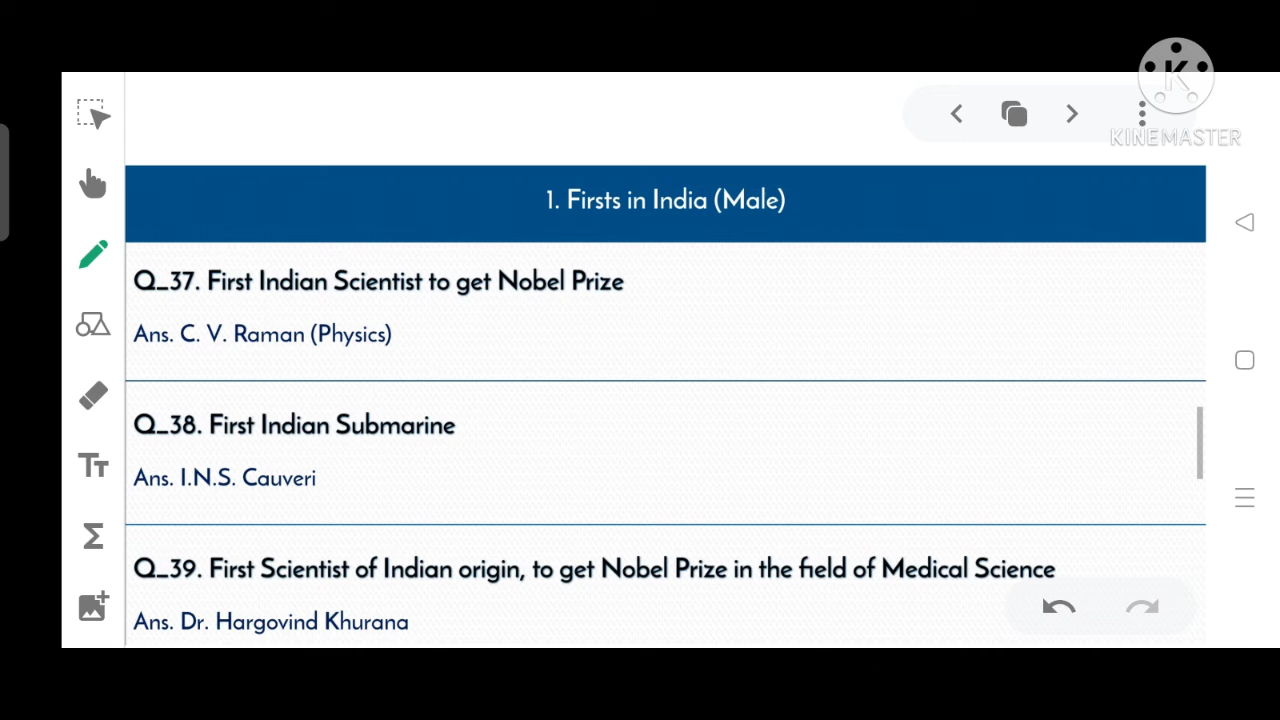 K
KINEMASTER
1. Firsts in India (Male)
Q_37. First Indian Scientist to get Nobel Prize
Ans. C. V. Raman (Physics)
Q_38. First Indian Submarine
Ans. I.N.S. Cauveri
Q_39. First Scientist of Indian origin, to get Nobel Prize in the field of Medical Science
Ans. Dr. Hargovind Khurana
TT
Σ